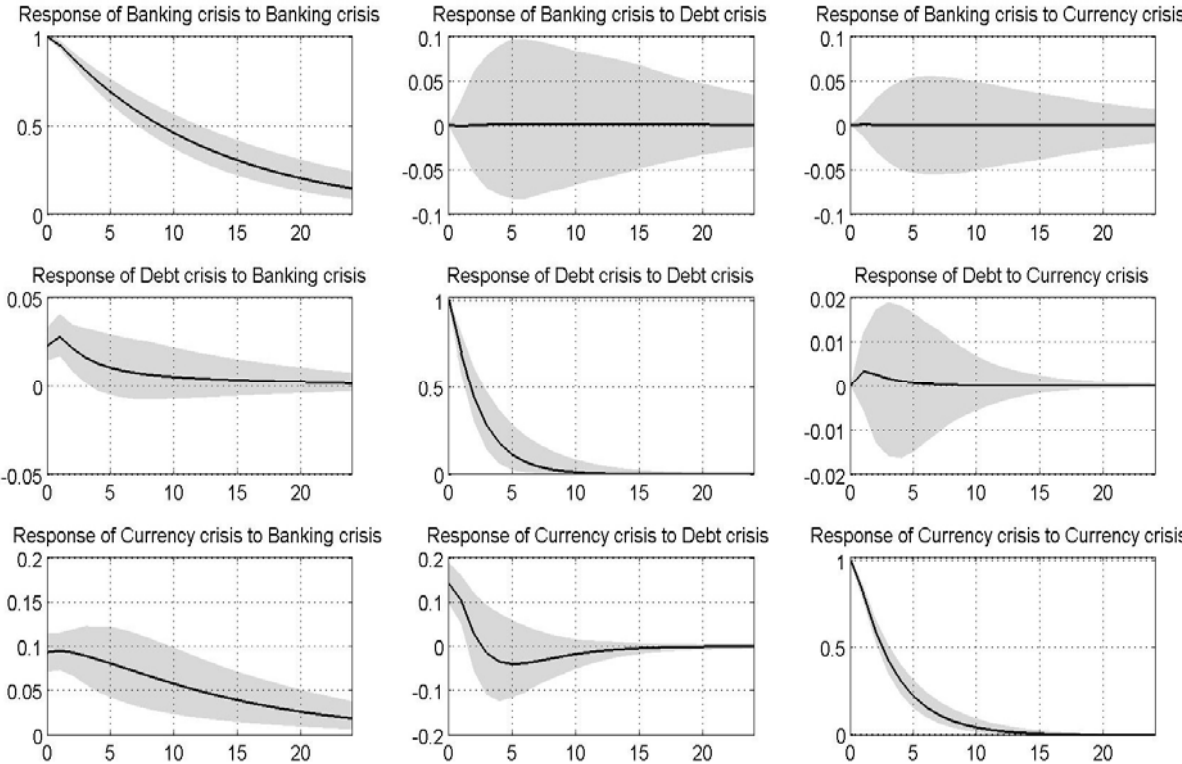 Response of Banking crisis to Banking crisis
1
0.5
0
0 5 10 15 20
Response of Banking crisis to Debt crisis
0.1
0.05
0
-0.05
-0.1
0 5 10 15 20
Response of Banking crisis to Currency crisis
0.1
0.05
0
-0.05
-0.1
0 5 10 15 20
Response of Debt crisis to Banking crisis
0.05
0
-0.05
0 5 10 15 20
Response of Debt crisis to Debt crisis
1
0.5
0
0 5 10 15 20
Response of Debt to Currency crisis
0.02
0.01
0
-0.01
-0.02
0 5 10 15 20
Response of Currency crisis to Banking crisis
0.2
0.15
0.1
0.05
0
0 5 10 15 20
Response of Currency crisis to Debt crisis
0.2
0.1
0
-0.1
-0.2
0 5 10 15 20
Response of Currency crisis to Currency crisis
1
0.5
0
0 5 10 15 20